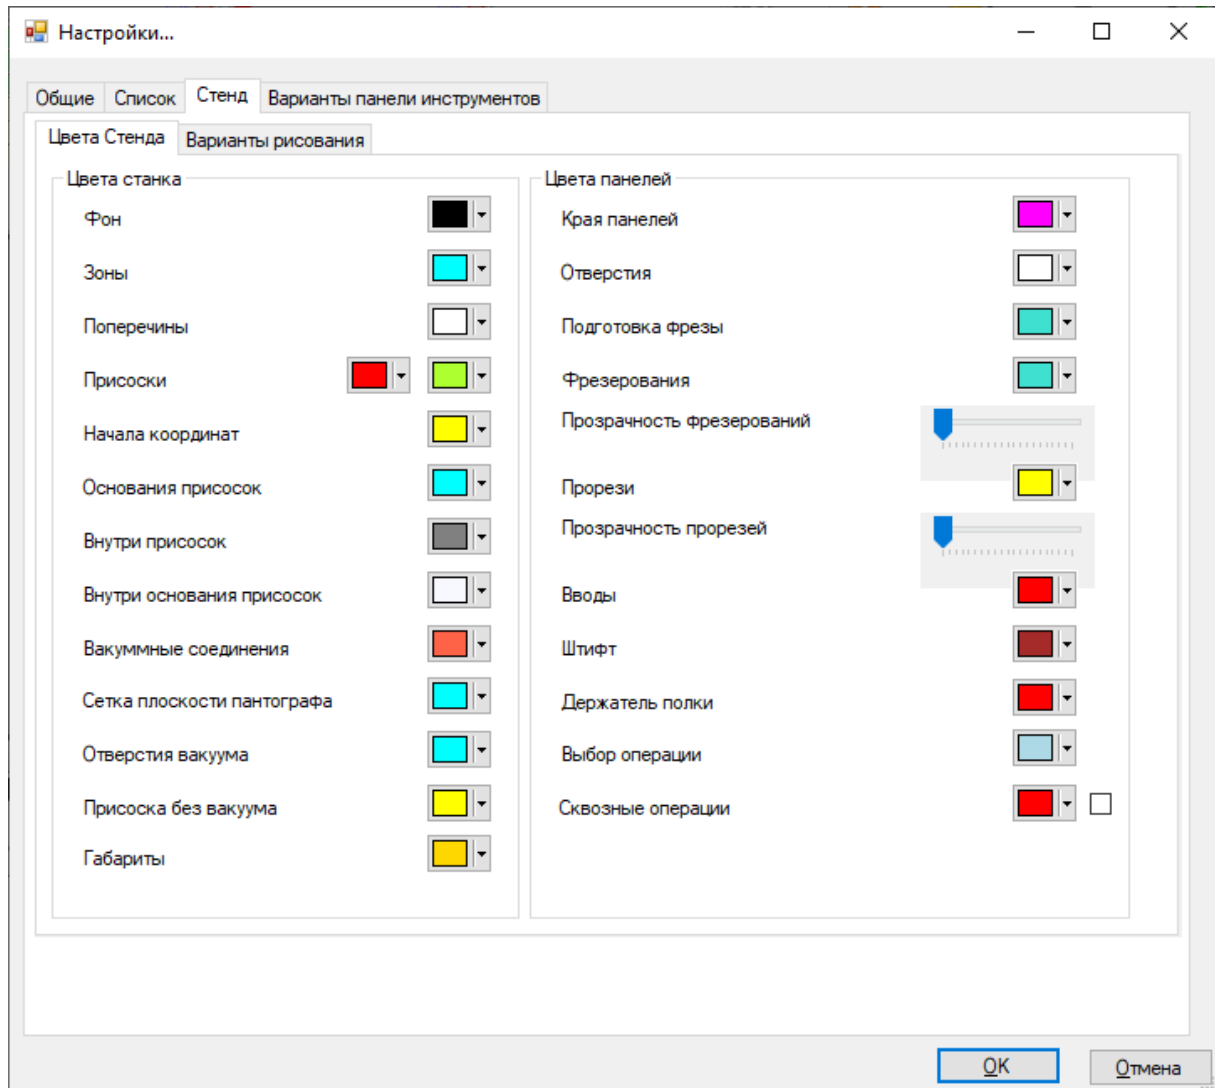 Настройки...
Общие Список Стенд Варианты панели инструментов
Цвета Стенда Варианты рисования
Цвета станка
Фон
Зоны
Поперечины
Присоски
Начала координат
Основания присосок
Внутри присосок
Внутри основания присосок
Вакуммные соединения
Сетка плоскости пантографа
Отверстия вакуума
Присоска без вакуума
Габариты
Цвета панелей
Края панелей
Отверстия
Подготовка фрезы
Фрезерования
Прозрачность фрезерований
Прорези
Прозрачность прорезей
Вводы
Штифт
Держатель полки
Выбор операции
Сквозные операции
OK Отмена